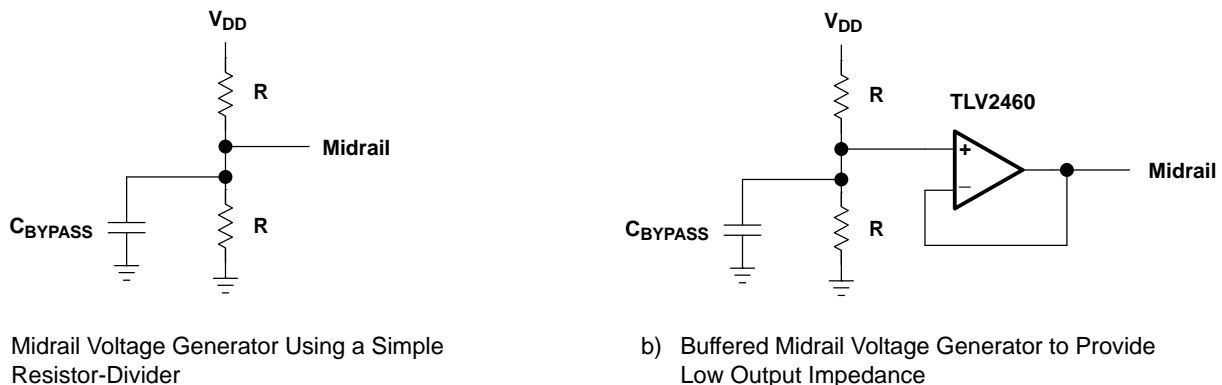 VDD
R
Midrail
CBYPASS
R
Midrail Voltage Generator Using a Simple
Resistor-Divider
VDD
R
TLV2460
+
−
Midrail
CBYPASS
R
b) Buffered Midrail Voltage Generator to Provide
Low Output Impedance